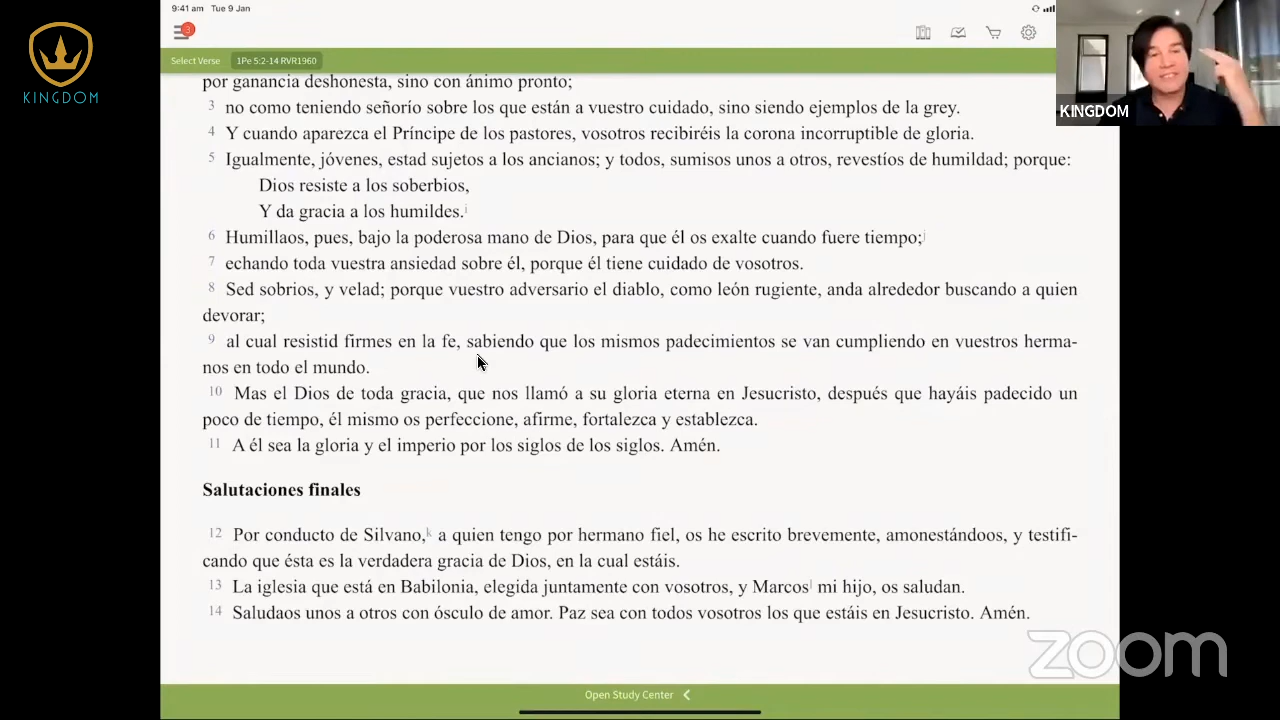 9:41 am Tue 9 Jan
3
KINGDOM
Select Verse 1Pe 5:2-14 RVR1960
KINGDOM
por ganancia deshonesta, sino con ánimo pronto;
3 no como teniendo señorío sobre los que están a vuestro cuidado, sino siendo ejemplos de la grey.
4 Y cuando aparezca el Príncipe de los pastores, vosotros recibiréis la corona incorruptible de gloria.
5 Igualmente, jóvenes, estad sujetos a los ancianos; y todos, sumisos unos a otros, revestíos de humildad; porque:
Dios resiste a los soberbios,
Y da gracia a los humildes.i
6 Humillaos, pues, bajo la poderosa mano de Dios, para que él os exalte cuando fuere tiempo;j
7 echando toda vuestra ansiedad sobre él, porque él tiene cuidado de vosotros.
8 Sed sobrios, y velad; porque vuestro adversario el diablo, como león rugiente, anda alrededor buscando a quien
devorar;
9 al cual resistid firmes en la fe, sabiendo que los mismos padecimientos se van cumpliendo en vuestros herma-
nos en todo el mundo.
10 Mas el Dios de toda gracia, que nos llamó a su gloria eterna en Jesucristo, después que hayáis padecido un
poco de tiempo, él mismo os perfeccione, afirme, fortalezca y establezca.
11 A él sea la gloria y el imperio por los siglos de los siglos. Amén.
Salutaciones finales
12 Por conducto de Silvano,k a quien tengo por hermano fiel, os he escrito brevemente, amonestándoos, y testifi-
cando que ésta es la verdadera gracia de Dios, en la cual estáis.
13 La iglesia que está en Babilonia, elegida juntamente con vosotros, y Marcosl mi hijo, os saludan.
14 Saludaos unos a otros con ósculo de amor. Paz sea con todos vosotros los que estáis en Jesucristo. Amén.
zoom
Open Study Center